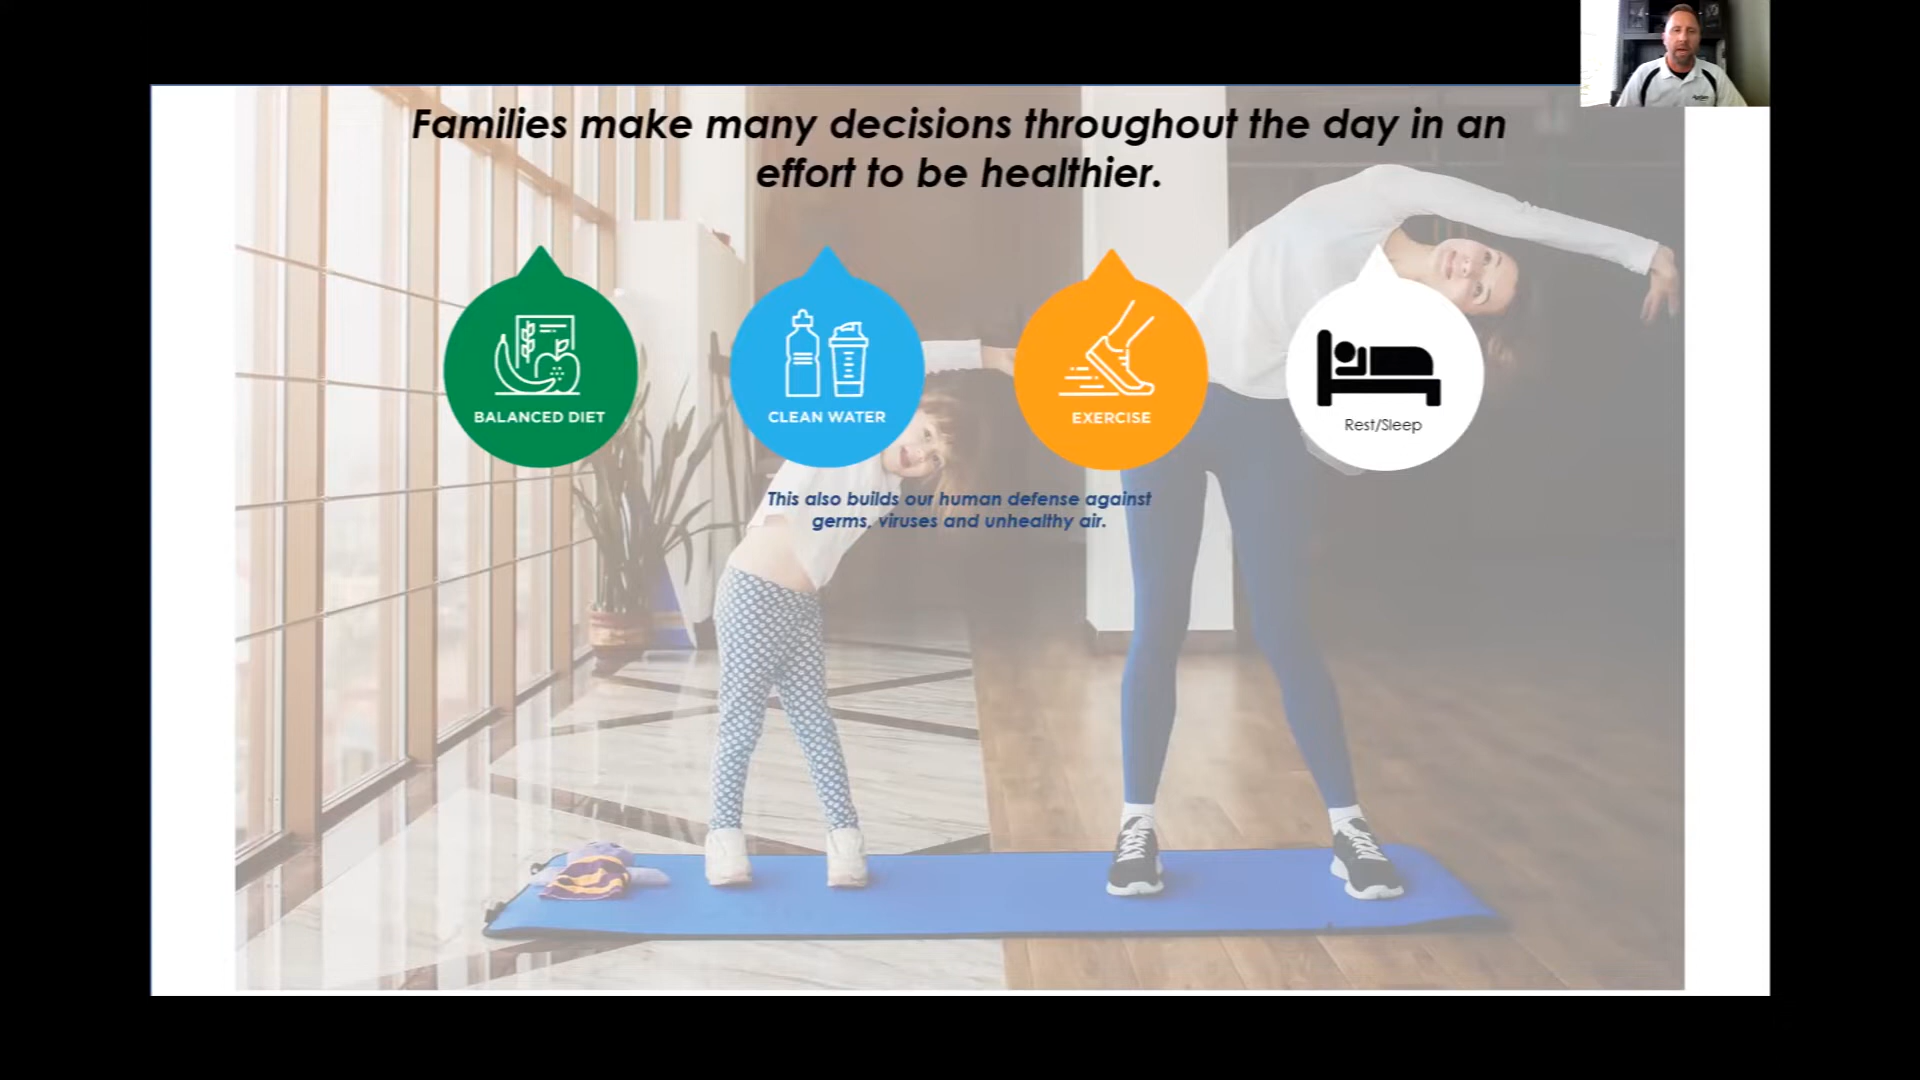 Families make many decisions throughout the day in an
effort to be healthier.
BALANCED DIET
CLEAN WATER
EXERCISE
Rest/Sleep
This also builds our human defense against
germs, viruses and unhealthy air.